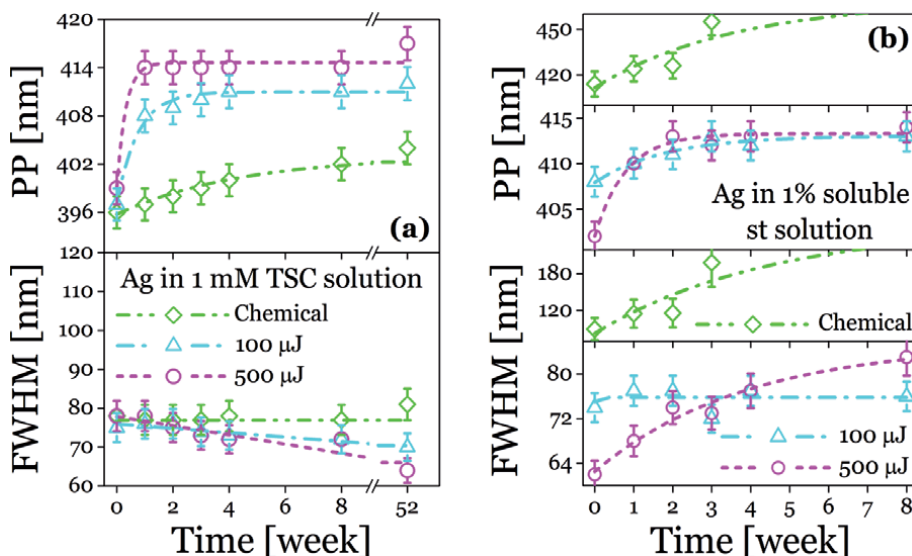 420
414
408
402
396
PP [nm]
(a)
120
110
100
90
80
70
60
FWHM [nm]
Ag in 1 mM TSC solution
Chemical
100 µJ
500 µJ
0 2 4 6 8 52
Time [week]
450
420
PP [nm]
(b)
415
410
405
Ag in 1% soluble
st solution
180
120
Chemical
80
72
64
FWHM [nm]
100 µJ
500 µJ
0 1 2 3 4 5 6 7 8
Time [week]